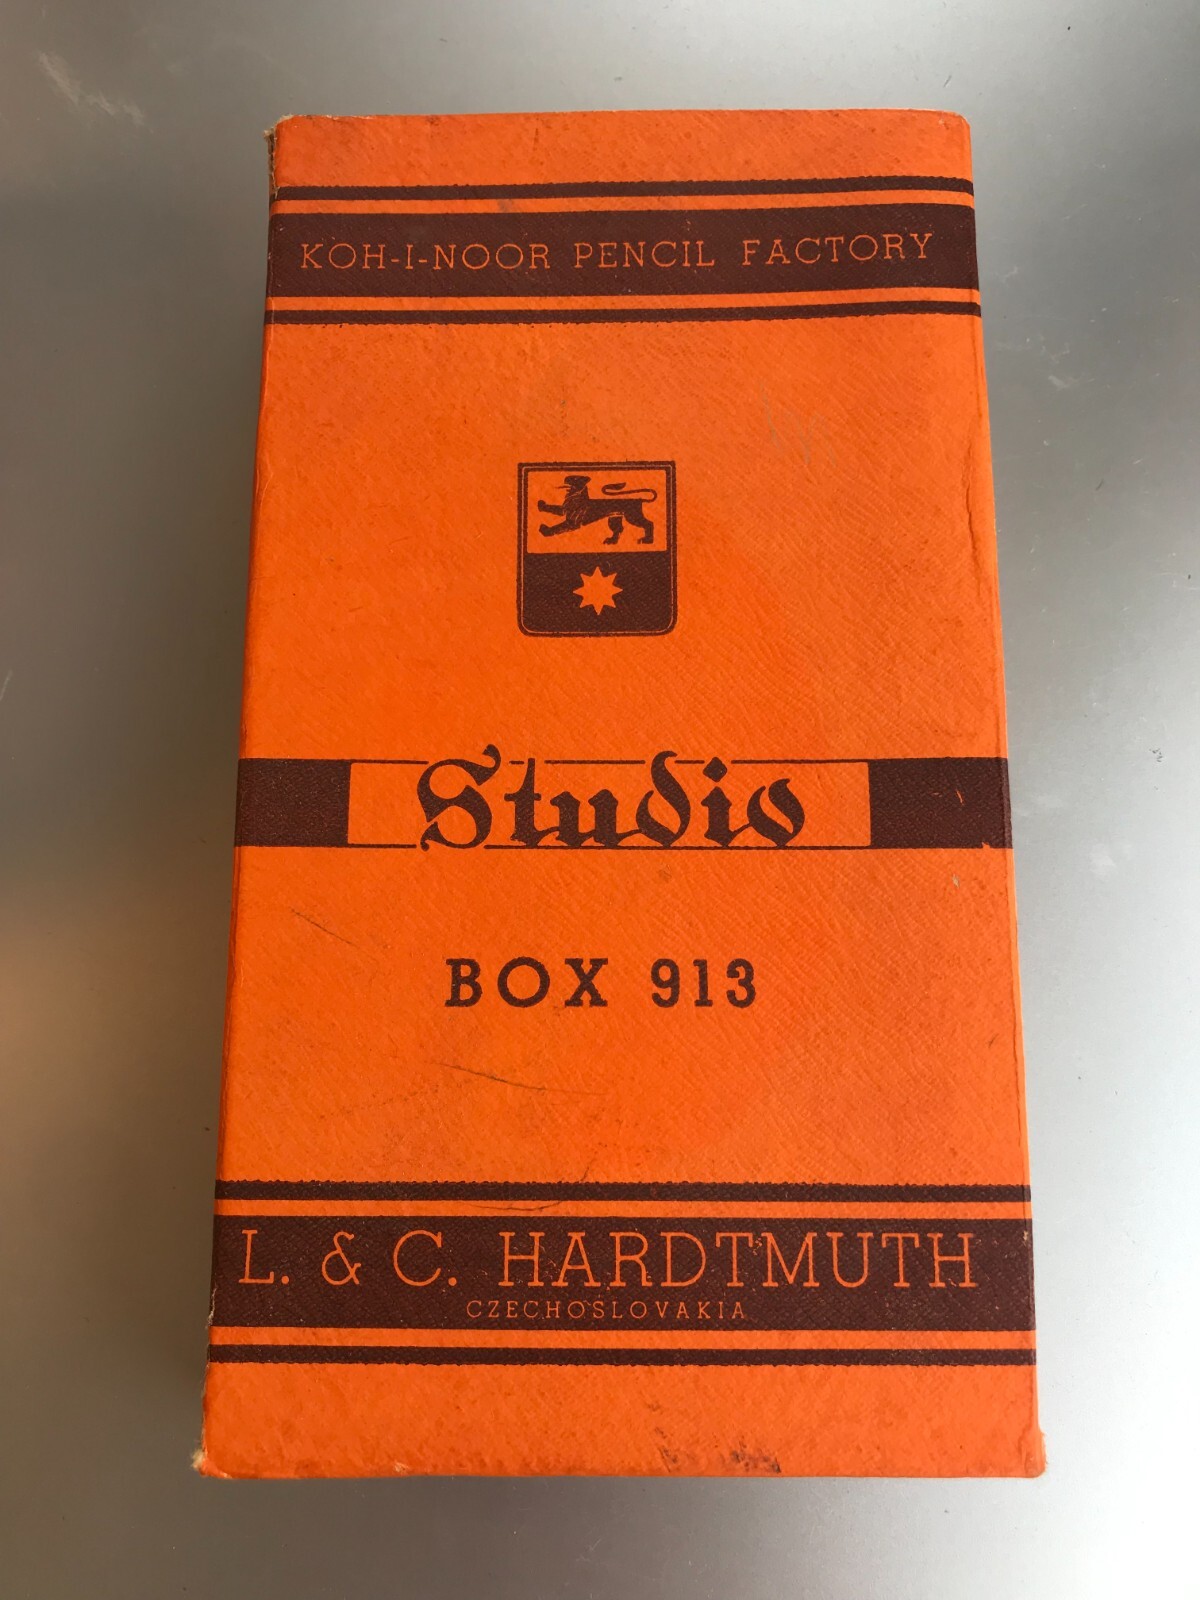 KOH-I-NOOR PENCIL FACTORY
Studio
BOX 913
L. & C. HARDTMUTH
CZECHOSLOVAKIA